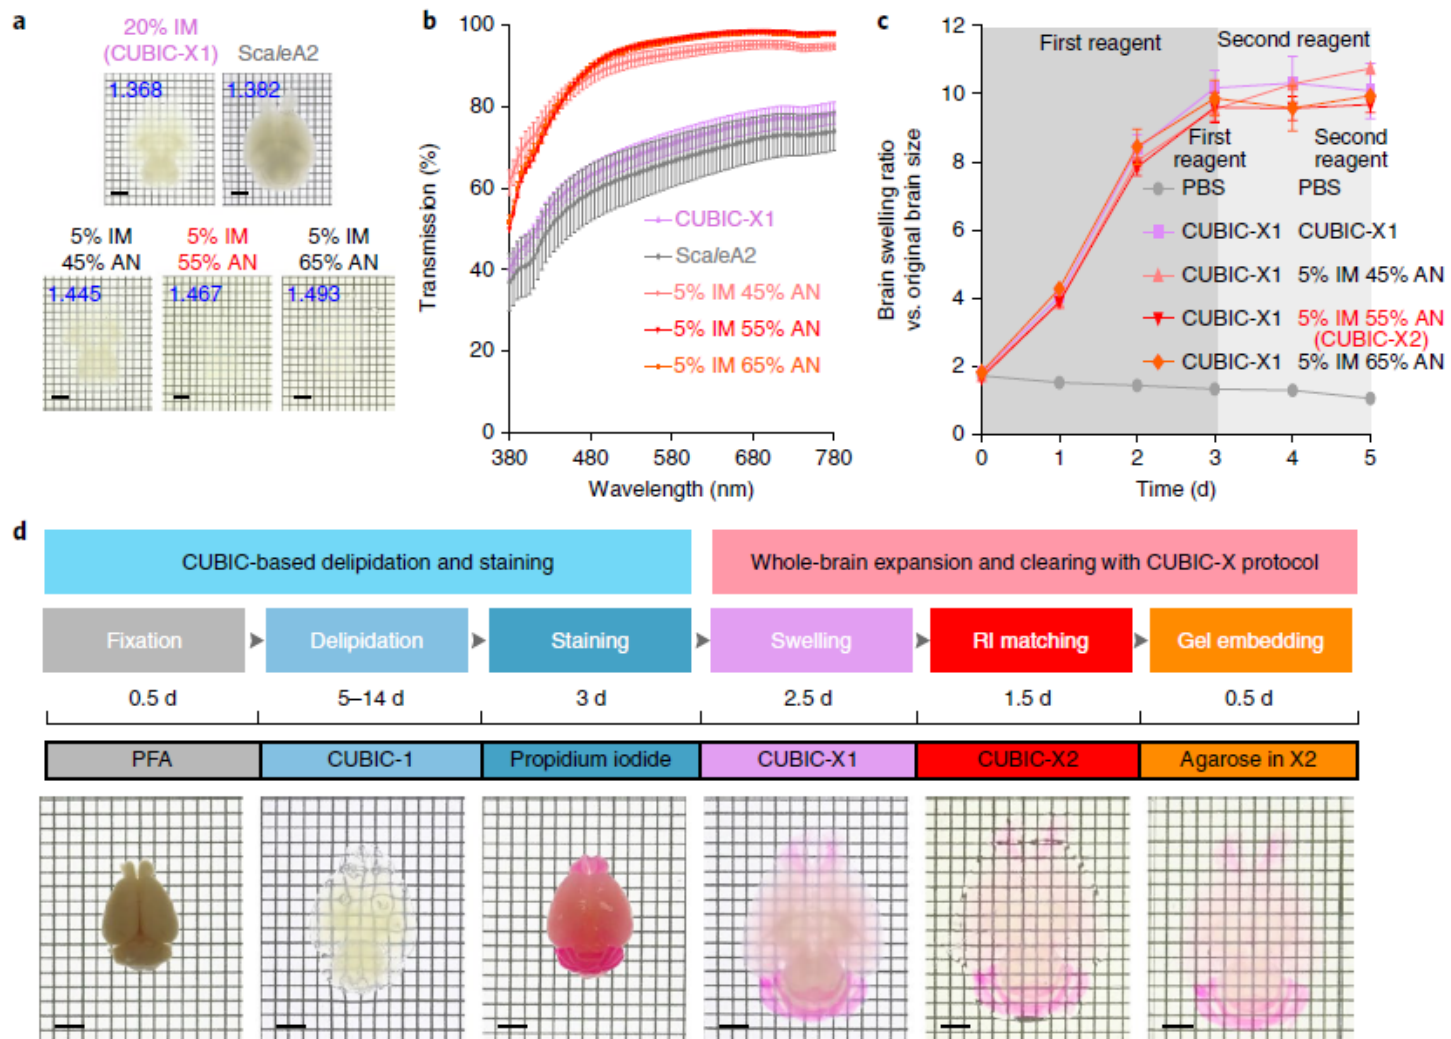 a
20% IM
(CUBIC-X1)
ScaleA2
1.368
1.382
5% IM
45% AN
5% IM
55% AN
5% IM
65% AN
1.445
1.467
1.493
b
100
80
60
40
20
0
380
480
580
680
780
Transmission (%)
Wavelength (nm)
CUBIC-X1
ScaleA2
5% IM 45% AN
5% IM 55% AN
5% IM 65% AN
c
12
10
8
6
4
2
0
0
1
2
3
4
5
Brain swelling ratio
vs. original brain size
Time (d)
First reagent
Second reagent
First
reagent
Second
reagent
PBS PBS
CUBIC-X1 CUBIC-X1
CUBIC-X1 5% IM 45% AN
CUBIC-X1 5% IM 55% AN
(CUBIC-X2)
CUBIC-X1 5% IM 65% AN
d
CUBIC-based delipidation and staining
Whole-brain expansion and clearing with CUBIC-X protocol
Fixation
Delipidation
Staining
Swelling
RI matching
Gel embedding
0.5 d
5–14 d
3 d
2.5 d
1.5 d
0.5 d
PFA
CUBIC-1
Propidium iodide
CUBIC-X1
CUBIC-X2
Agarose in X2